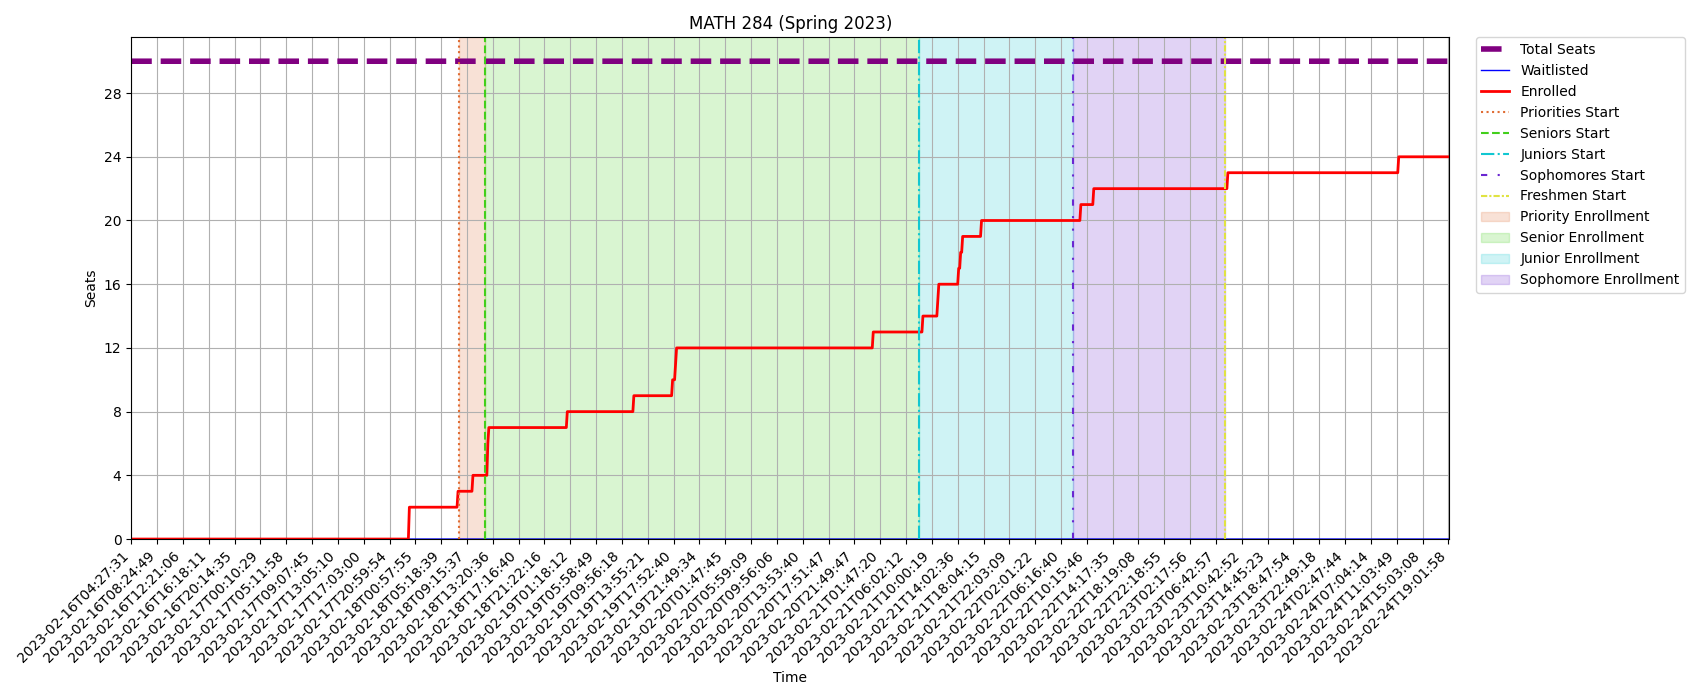 MATH 284 (Spring 2023)
Total Seats
Waitlisted
Enrolled
Priorities Start
Seniors Start
Juniors Start
Sophomores Start
Freshmen Start
Priority Enrollment
Senior Enrollment
Junior Enrollment
Sophomore Enrollment
Seats
28
24
20
16
12
8
4
0
2023-02-16T04:27:31
2023-02-16T08:24:49
2023-02-16T12:21:06
2023-02-16T16:18:11
2023-02-16T20:14:35
2023-02-17T00:10:29
2023-02-17T05:11:58
2023-02-17T09:07:45
2023-02-17T13:05:10
2023-02-17T17:03:00
2023-02-17T20:59:54
2023-02-18T00:57:55
2023-02-18T05:18:39
2023-02-18T09:15:37
2023-02-18T13:20:36
2023-02-18T17:16:40
2023-02-18T21:22:16
2023-02-19T01:18:12
2023-02-19T05:58:49
2023-02-19T09:56:18
2023-02-19T13:55:21
2023-02-19T17:52:40
2023-02-19T21:49:34
2023-02-20T01:47:45
2023-02-20T05:59:09
2023-02-20T09:56:06
2023-02-20T13:53:40
2023-02-20T17:51:47
2023-02-20T21:49:47
2023-02-21T01:47:20
2023-02-21T06:02:12
2023-02-21T10:00:19
2023-02-21T14:02:36
2023-02-21T18:04:15
2023-02-21T22:03:09
2023-02-22T02:01:22
2023-02-22T06:16:40
2023-02-22T10:15:46
2023-02-22T14:17:35
2023-02-22T18:19:08
2023-02-22T22:18:55
2023-02-23T02:17:56
2023-02-23T06:42:57
2023-02-23T10:42:52
2023-02-23T14:45:23
2023-02-23T18:47:54
2023-02-23T22:49:18
2023-02-24T02:47:44
2023-02-24T07:04:14
2023-02-24T11:03:49
2023-02-24T15:03:08
2023-02-24T19:01:58
Time